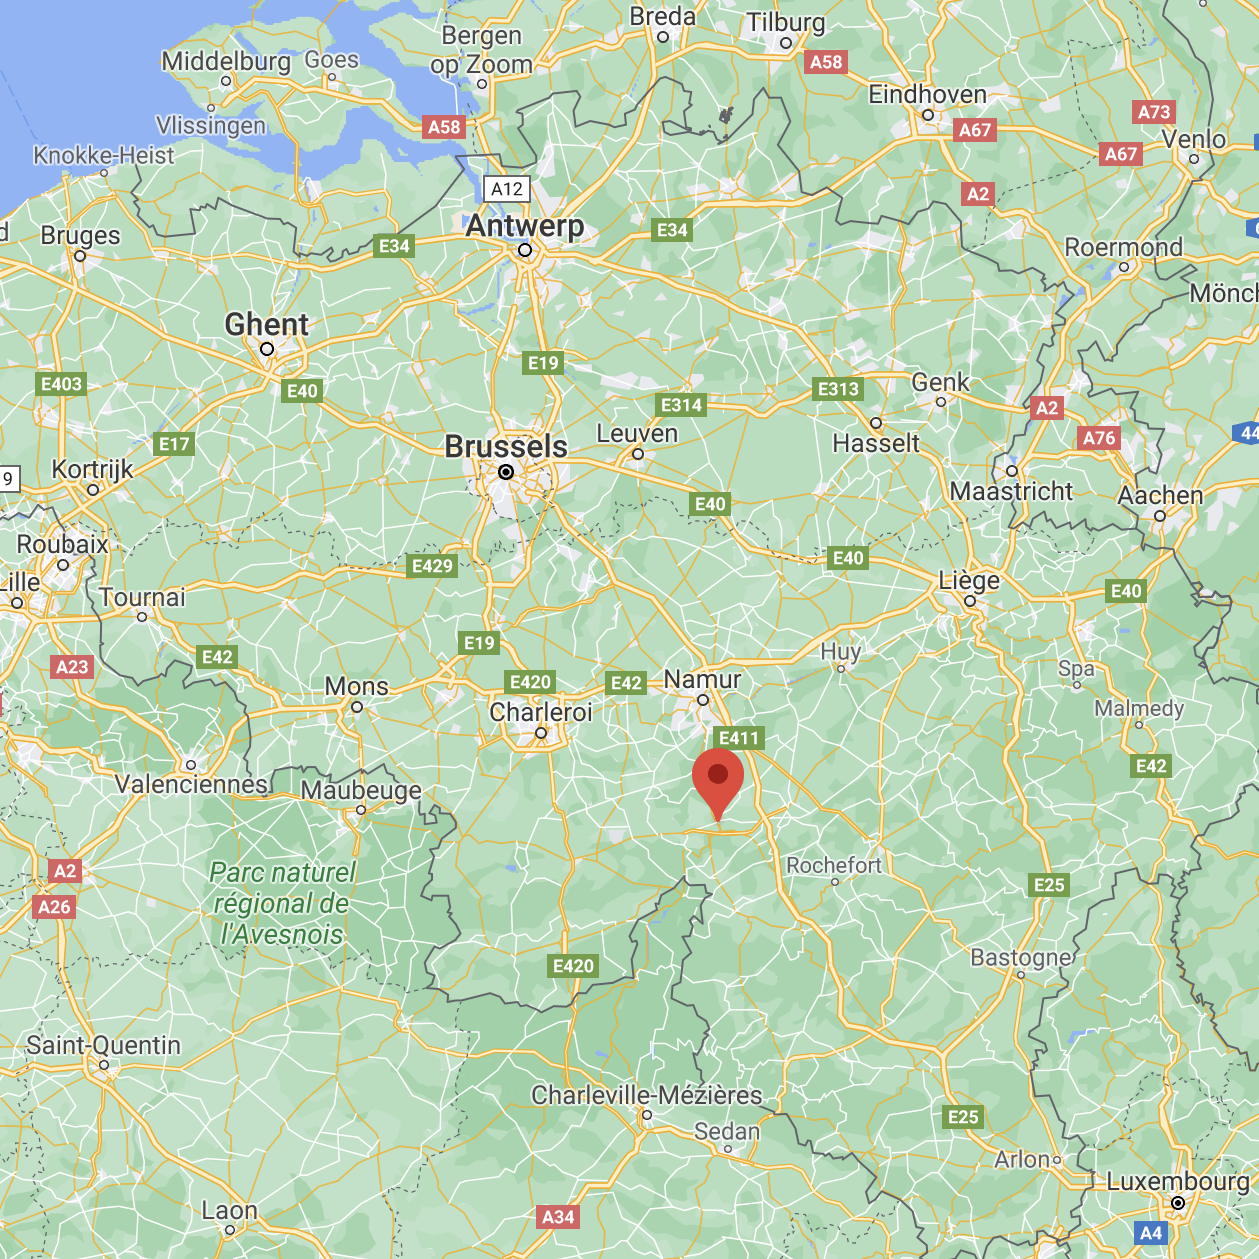 Breda
Tilburg
Bergen
op Zoom
Middelburg
Goes
A58
Eindhoven
A73
Vlissingen
A58
A67
Venlo
Knokke-Heist
A67
A12
A2
Bruges
Antwerp
E34
E34
Roermond
Mönch
Ghent
E19
E403
E40
E313
Genk
E314
A2
Brussels
Leuven
Hasselt
44
A76
E17
Kortrijk
9
Maastricht
Aachen
E40
Roubaix
E429
E40
Lille
Tournai
Liège
E40
E19
E42
A23
Huy
Spa
Mons
E420
E42
Namur
Charleroi
Malmedy
E411
Valenciennes
Maubeuge
E42
A2
Parc naturel
régional de
l'Avesnois
Rochefort
E25
A26
E420
Bastogne
Saint-Quentin
Charleville-Mézières
Sedan
E25
Arlon
Luxembourg
Laon
A34
A4